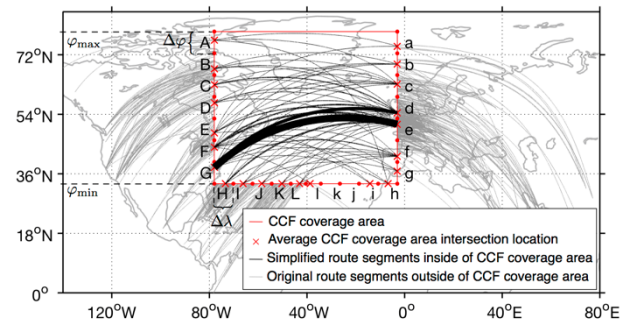 φmax
Δφ
72°N
54°N
36°N
φmin
18°N
0°
A
B
C
D
E
F
G
a
b
c
d
e
f
g
H I J K L l k j i h
Δλ
CCF coverage area
Average CCF coverage area intersection location
Simplified route segments inside of CCF coverage area
Original route segments outside of CCF coverage area
120°W 80°W 40°W 0° 40°E 80°E